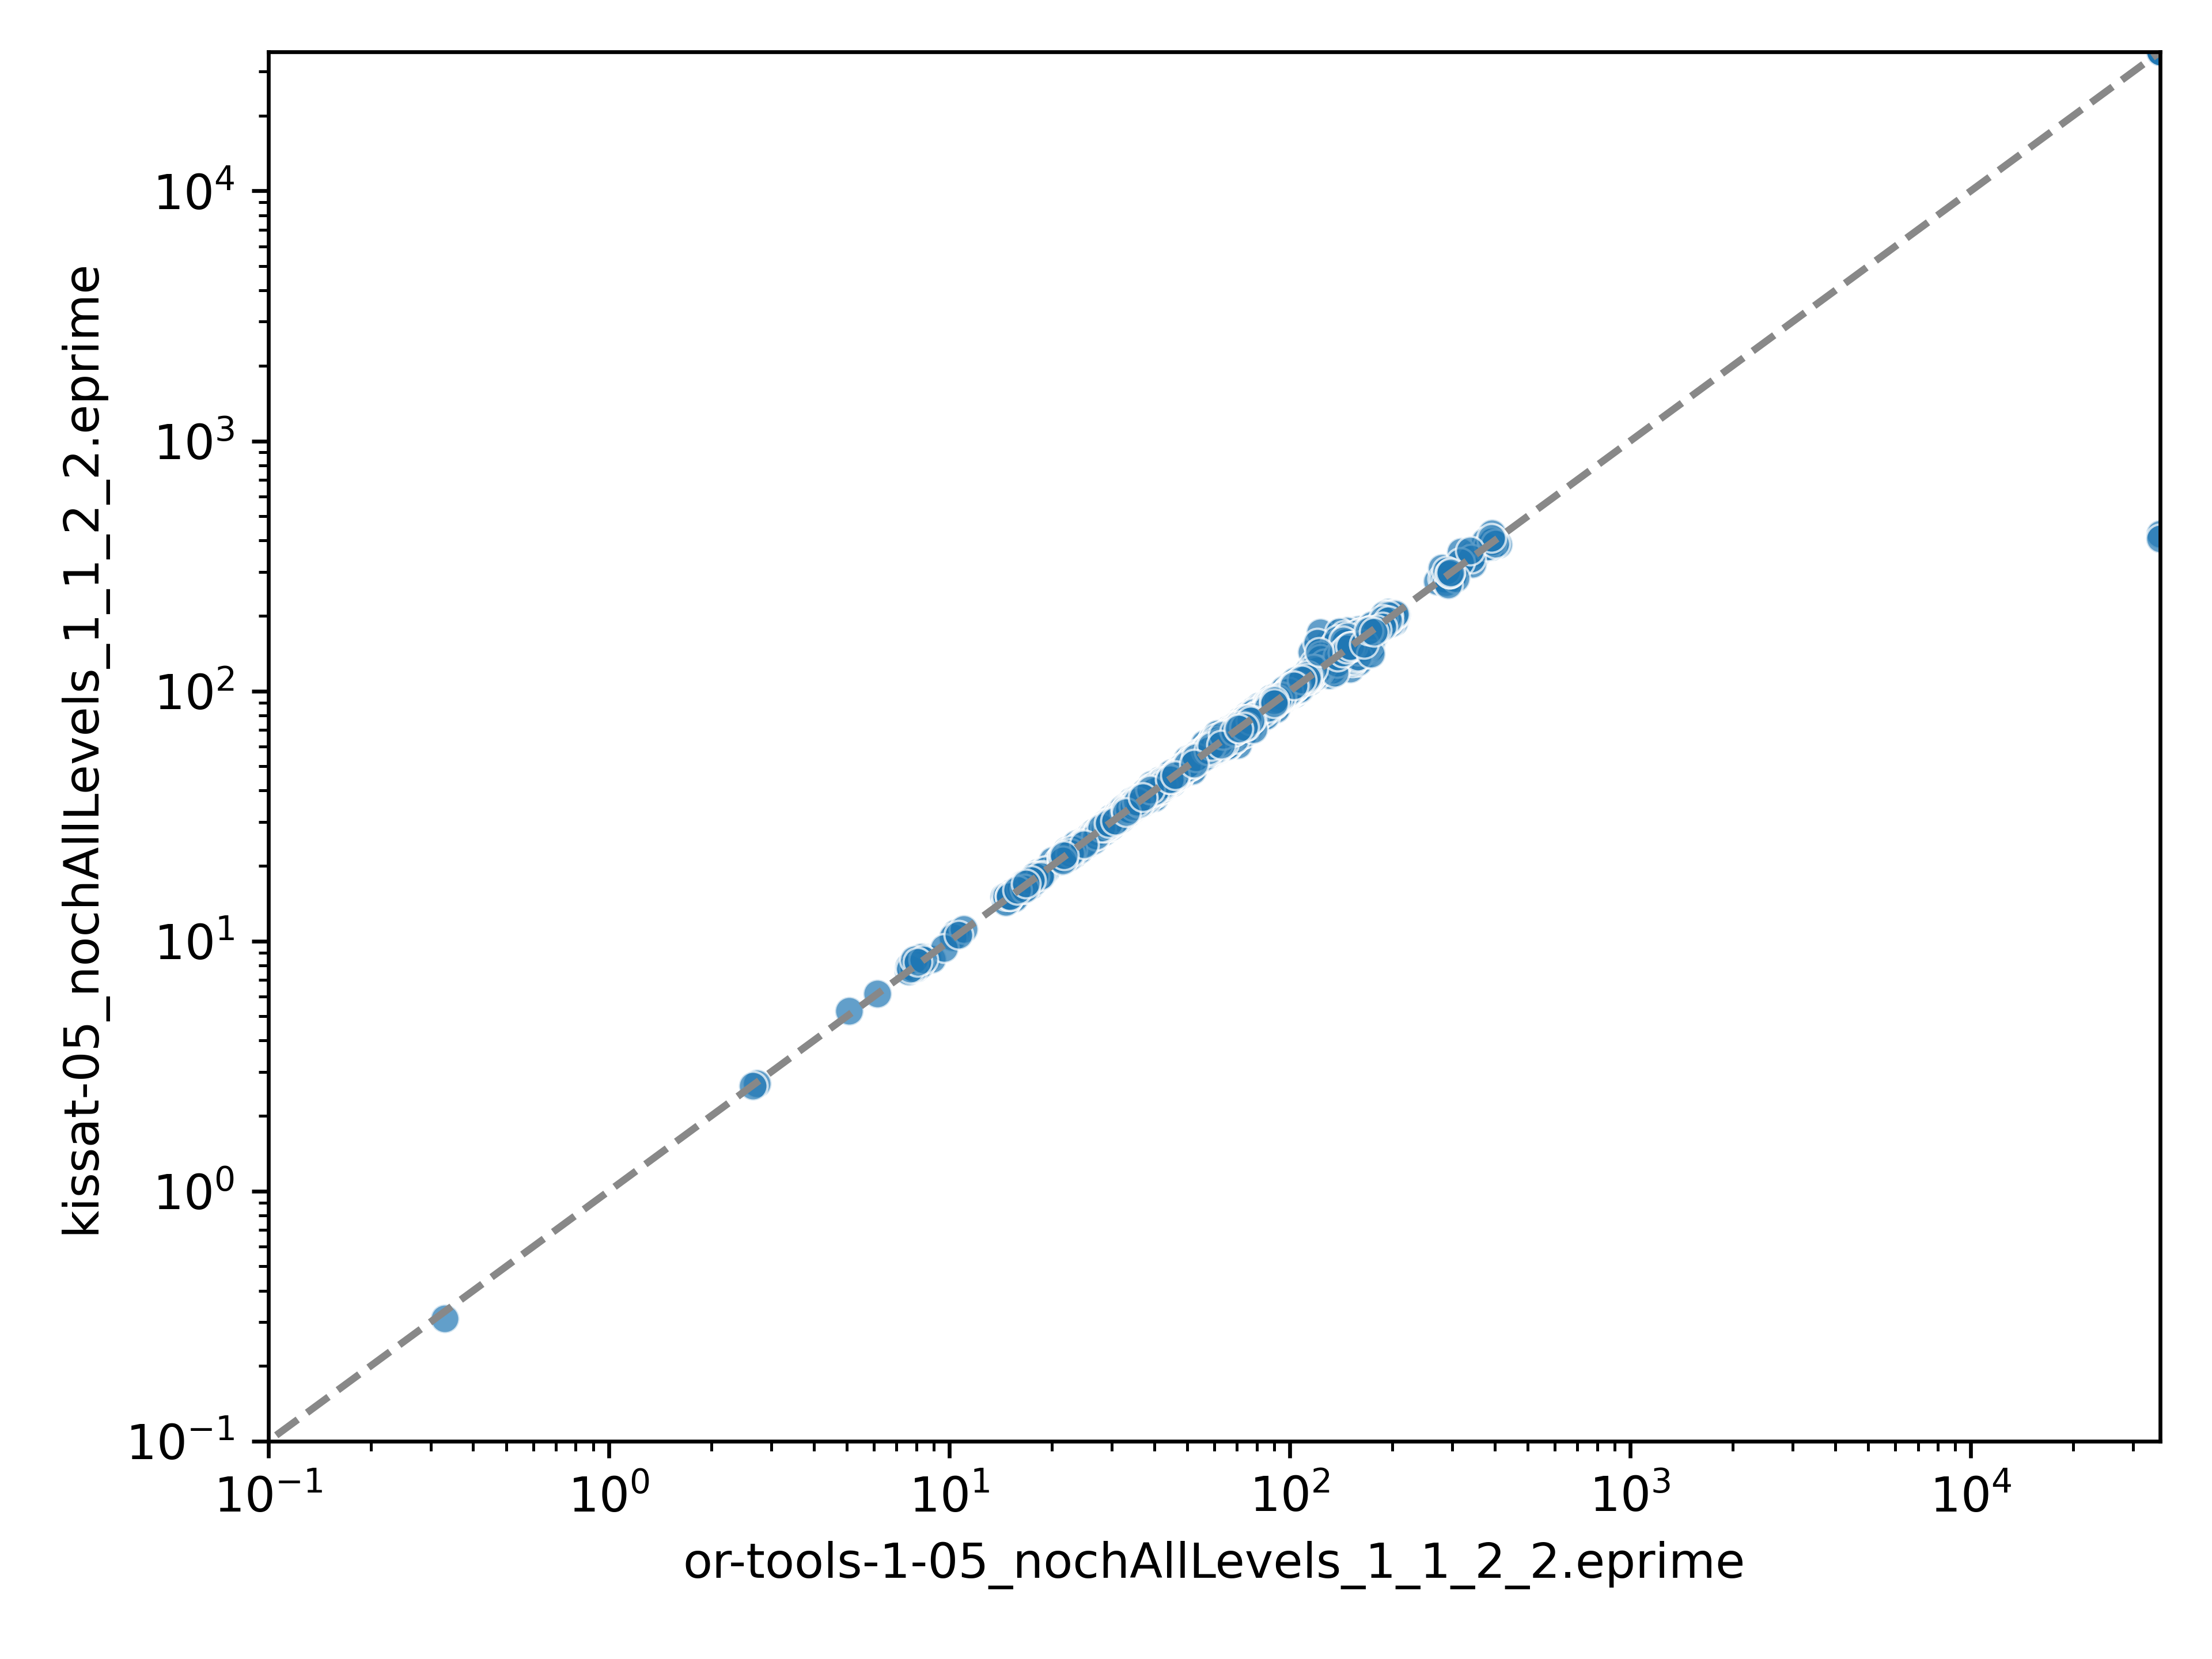 kissat-05_nochAllLevels_1_1_2_2.eprime
10⁴
10³
10²
10¹
10⁰
10⁻¹
10⁻¹ 10⁰ 10¹ 10² 10³ 10⁴
or-tools-1-05_nochAllLevels_1_1_2_2.eprime